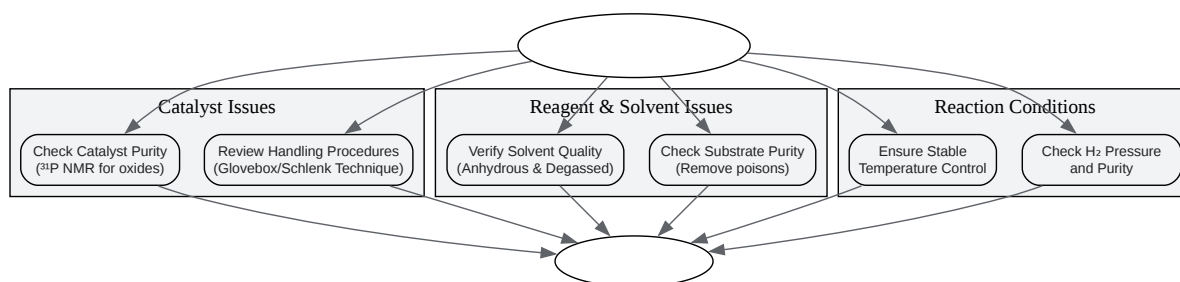 Catalyst Issues
Reagent & Solvent Issues
Reaction Conditions
Check Catalyst Purity
(³¹P NMR for oxides)
Review Handling Procedures
(Glovebox/Schlenk Technique)
Verify Solvent Quality
(Anhydrous & Degassed)
Check Substrate Purity
(Remove poisons)
Ensure Stable
Temperature Control
Check H₂ Pressure
and Purity